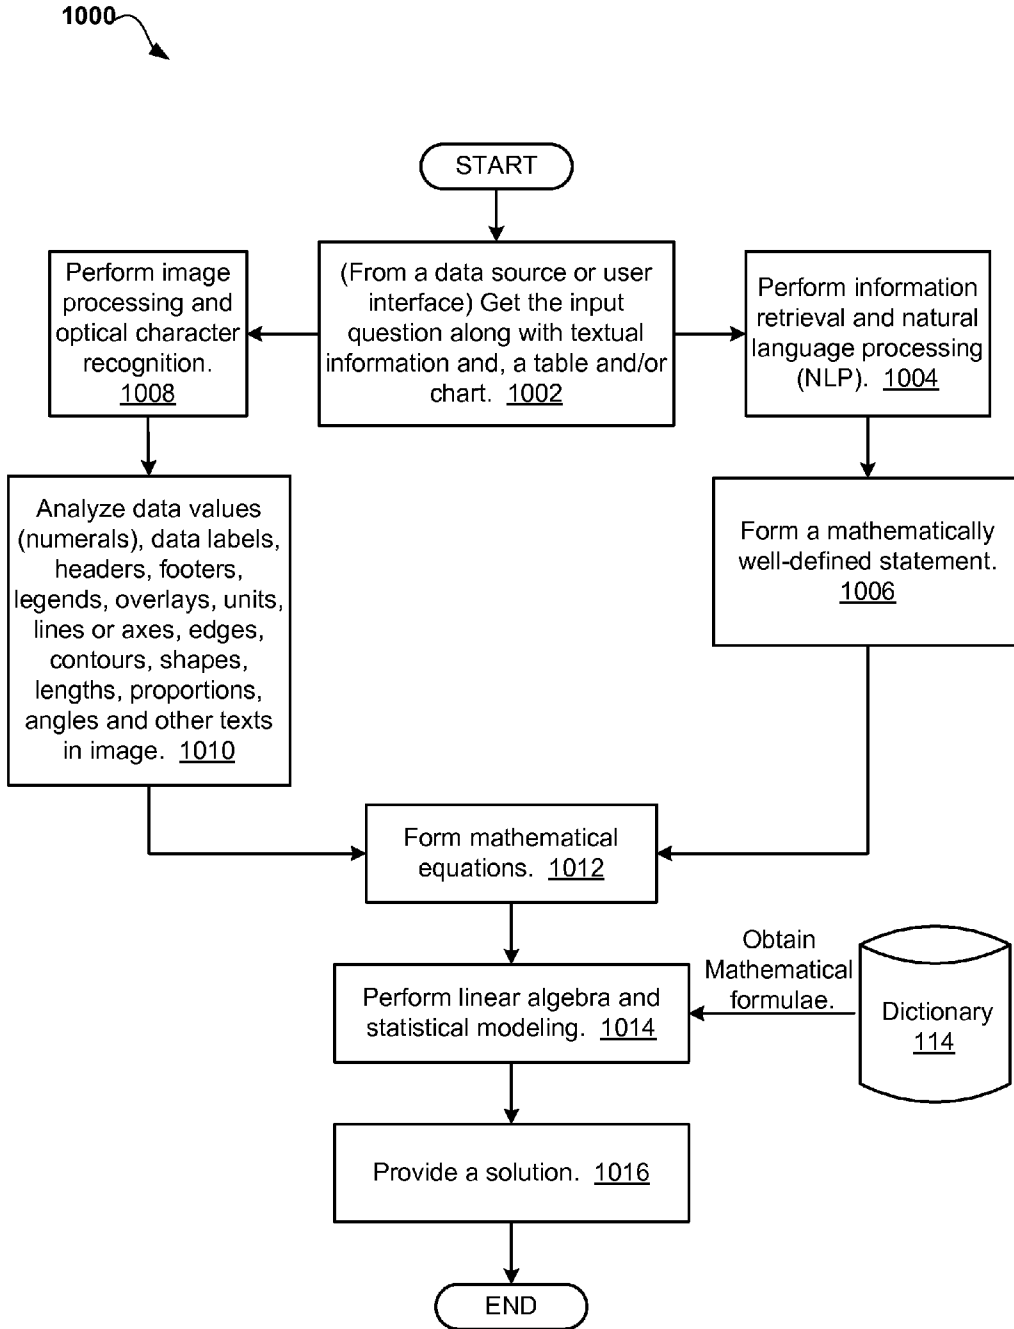 1000
START
Perform image
processing and
optical character
recognition.
1008
(From a data source or user
interface) Get the input
question along with textual
information and, a table and/or
chart. 1002
Perform information
retrieval and natural
language processing
(NLP). 1004
Analyze data values
(numerals), data labels,
headers, footers,
legends, overlays, units,
lines or axes, edges,
contours, shapes,
lengths, proportions,
angles and other texts
in image. 1010
Form a mathematically
well-defined statement.
1006
Form mathematical
equations. 1012
Obtain
Mathematical
formulae.
Perform linear algebra and
statistical modeling. 1014
Dictionary
114
Provide a solution. 1016
END